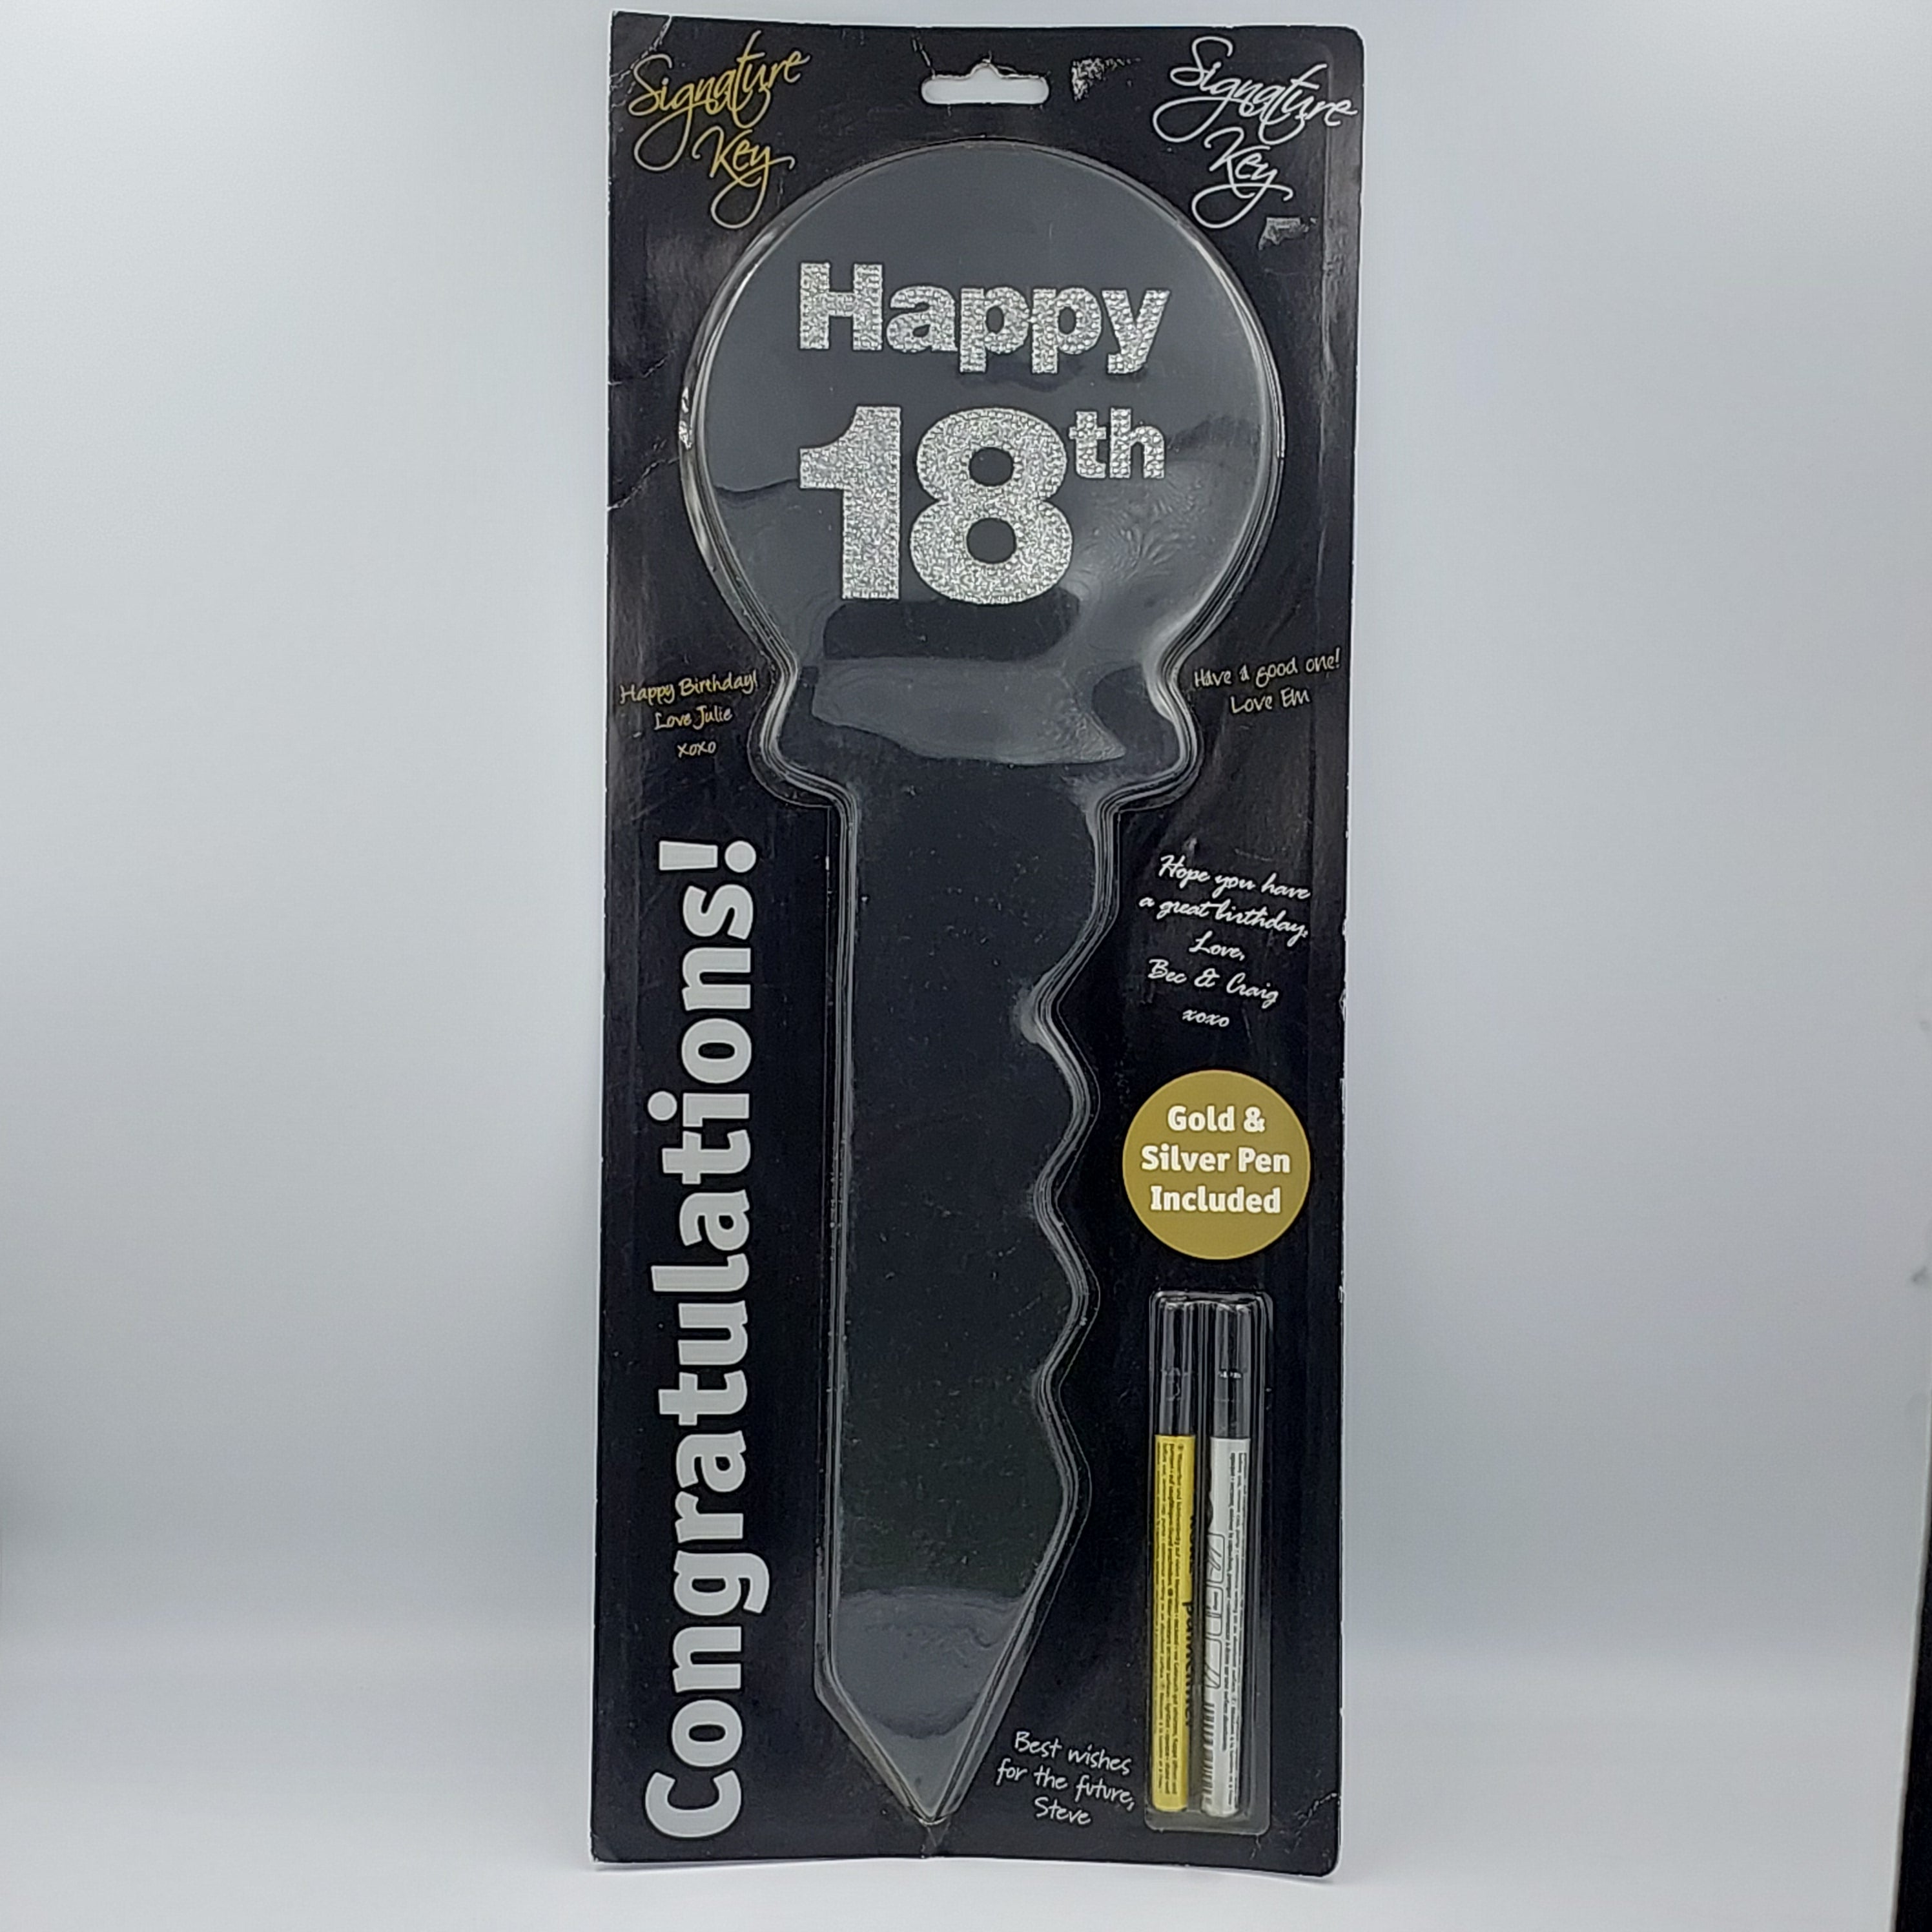 Signature
Key
Signature
Key
Happy
18th
Happy Birthday!
Love Julie
xoxo
Have a good one!
Love Em
Congratulations!
Hope you have
a great birthday.
Love,
Bec & Craig
xoxo
Gold &
Silver Pen
Included
Best wishes
for the future,
Steve